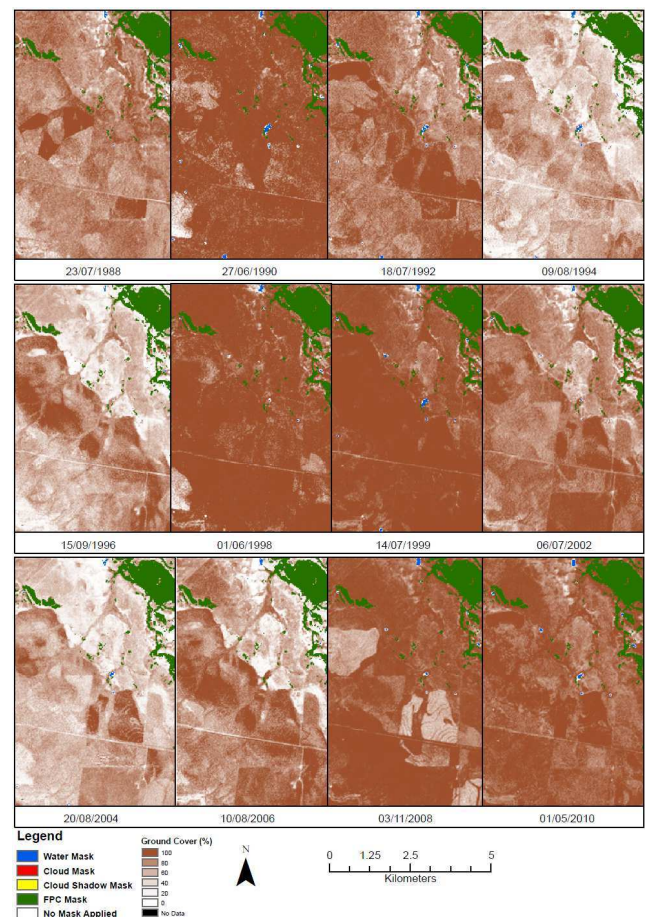 23/07/1988
27/06/1990
18/07/1992
09/08/1994
15/09/1996
01/06/1998
14/07/1999
06/07/2002
20/08/2004
10/08/2006
03/11/2008
01/05/2010
Legend
Water Mask
Cloud Mask
Cloud Shadow Mask
FPC Mask
No Mask Applied
Ground Cover (%)
100
80
60
40
20
0
No Data
N
0 1.25 2.5 5
Kilometers